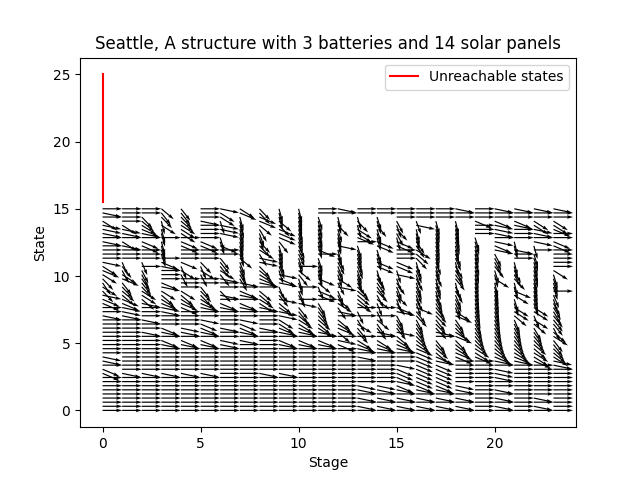 Seattle, A structure with 3 batteries and 14 solar panels
Unreachable states
25
20
15
10
5
0
State
0 5 10 15 20
Stage